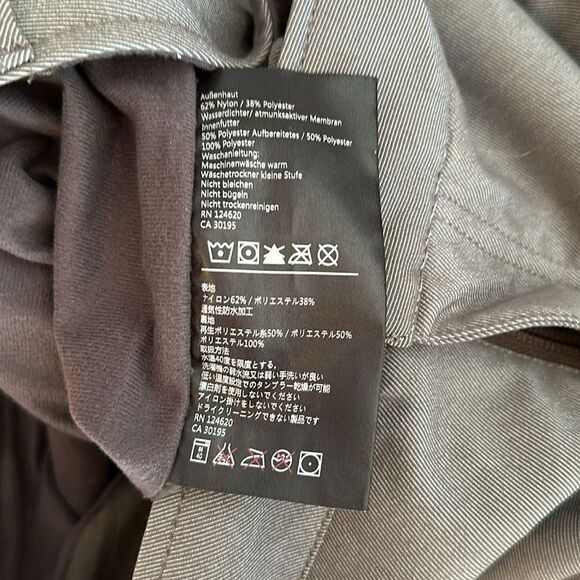 Außenhaut
62% Nylon / 38% Polyester
Wasserdichter/ atmunksaktiver Membran
Innenfutter
50% Polyester Aufbereitetes / 50% Polyester
100% Polyester
Waschanleitung:
Maschinenwäsche warm
Wäschetrockner kleine Stufe
Nicht bleichen
Nicht bügeln
Nicht trockenreinigen
RN 124620
CA 30195
表地
ナイロン62% / ポリエステル38%
通気性防水加工
裏地
再生ポリエステル糸50% / ポリエステル50%
ポリエステル100%
取扱方法
水温40度を限度とする。
洗濯機の弱水流又は弱い手洗いが良い
低い温度設定でのタンブラー乾燥が可能
漂白剤を使用しないでください
アイロン掛けをしないでください
ドライクリーニングできない製品です
RN 124620
CA 30195
40